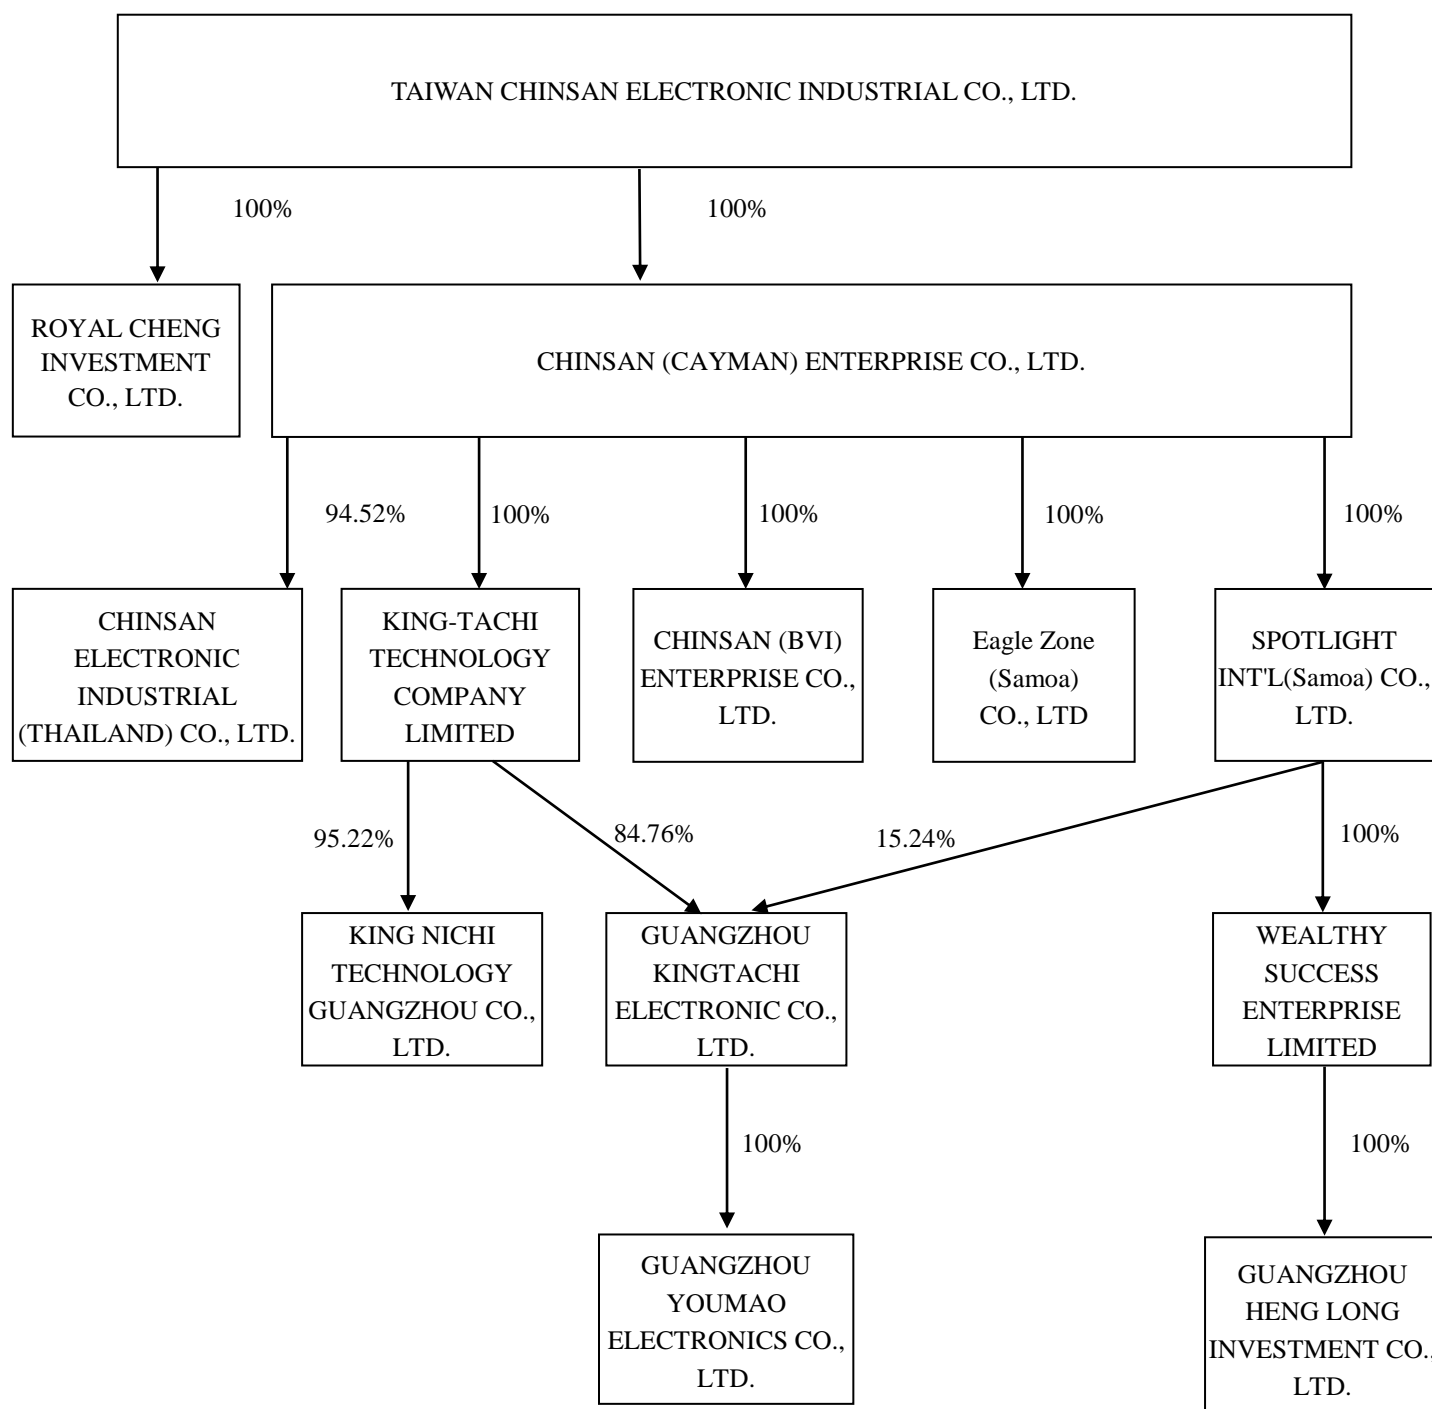 TAIWAN CHINSAN ELECTRONIC INDUSTRIAL CO., LTD.
100%
100%
ROYAL CHENG
INVESTMENT
CO., LTD.
CHINSAN (CAYMAN) ENTERPRISE CO., LTD.
94.52%
100%
100%
100%
100%
CHINSAN
ELECTRONIC
INDUSTRIAL
(THAILAND) CO., LTD.
KING-TACHI
TECHNOLOGY
COMPANY
LIMITED
CHINSAN (BVI)
ENTERPRISE CO.,
LTD.
Eagle Zone
(Samoa)
CO., LTD
SPOTLIGHT
INT'L(Samoa) CO.,
LTD.
95.22%
84.76%
15.24%
100%
KING NICHI
TECHNOLOGY
GUANGZHOU CO.,
LTD.
GUANGZHOU
KINGTACHI
ELECTRONIC CO.,
LTD.
WEALTHY
SUCCESS
ENTERPRISE
LIMITED
100%
100%
GUANGZHOU
YOUMAO
ELECTRONICS CO.,
LTD.
GUANGZHOU
HENG LONG
INVESTMENT CO.,
LTD.